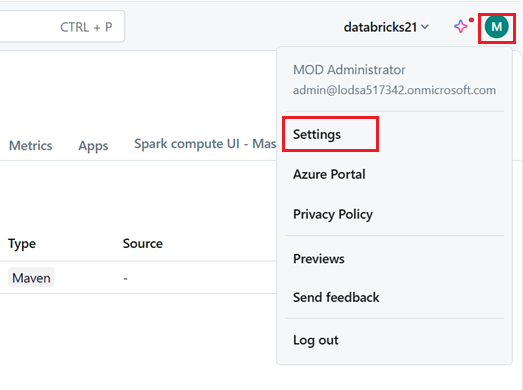 CTRL + P
databricks21
M
MOD Administrator
admin@lodsa517342.onmicrosoft.com
Settings
Metrics
Apps
Spark compute UI - Mas
Azure Portal
Privacy Policy
Type
Source
Previews
Maven
-
Send feedback
Log out